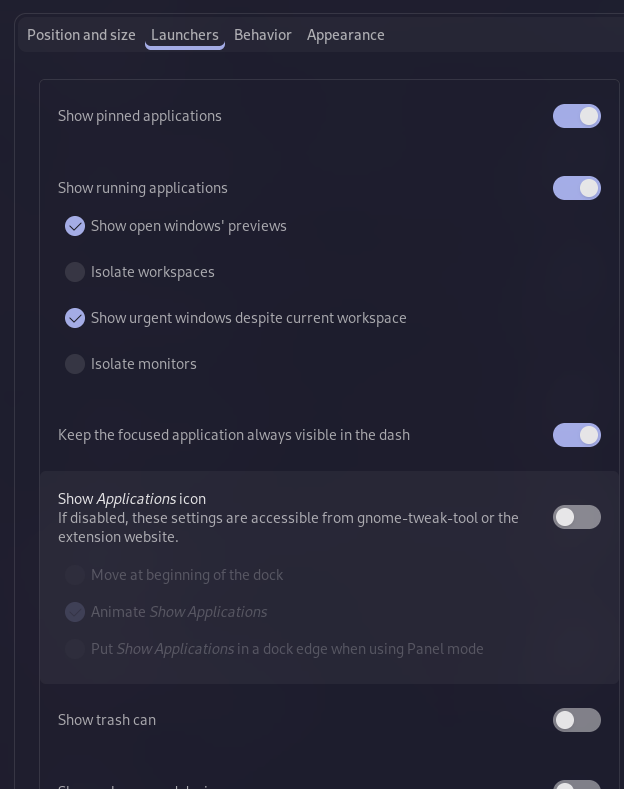 Position and size Launchers Behavior Appearance
Show pinned applications
Show running applications
Show open windows' previews
Isolate workspaces
Show urgent windows despite current workspace
Isolate monitors
Keep the focused application always visible in the dash
Show Applications icon
If disabled, these settings are accessible from gnome-tweak-tool or the
extension website.
Move at beginning of the dock
Animate Show Applications
Put Show Applications in a dock edge when using Panel mode
Show trash can